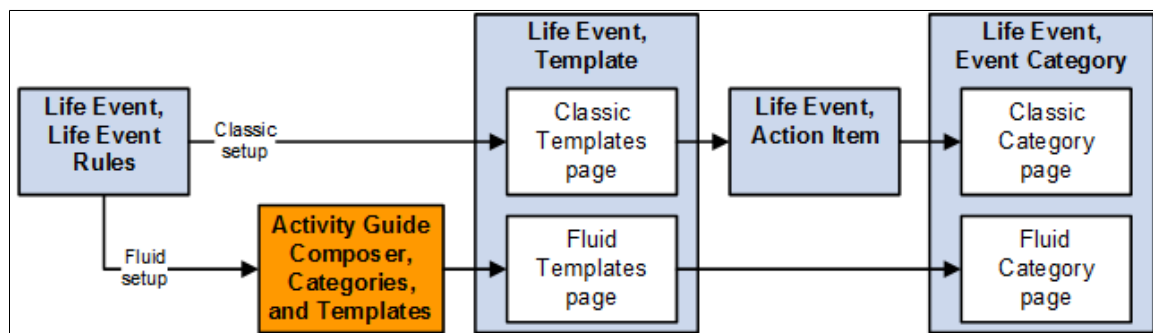 Life Event,
Life Event
Rules
Classic
setup
Fluid
setup
Activity Guide
Composer,
Categories,
and Templates
Life Event,
Template
Classic
Templates
page
Fluid
Templates
page
Life Event,
Action Item
Life Event,
Event Category
Classic
Category
page
Fluid
Category
page